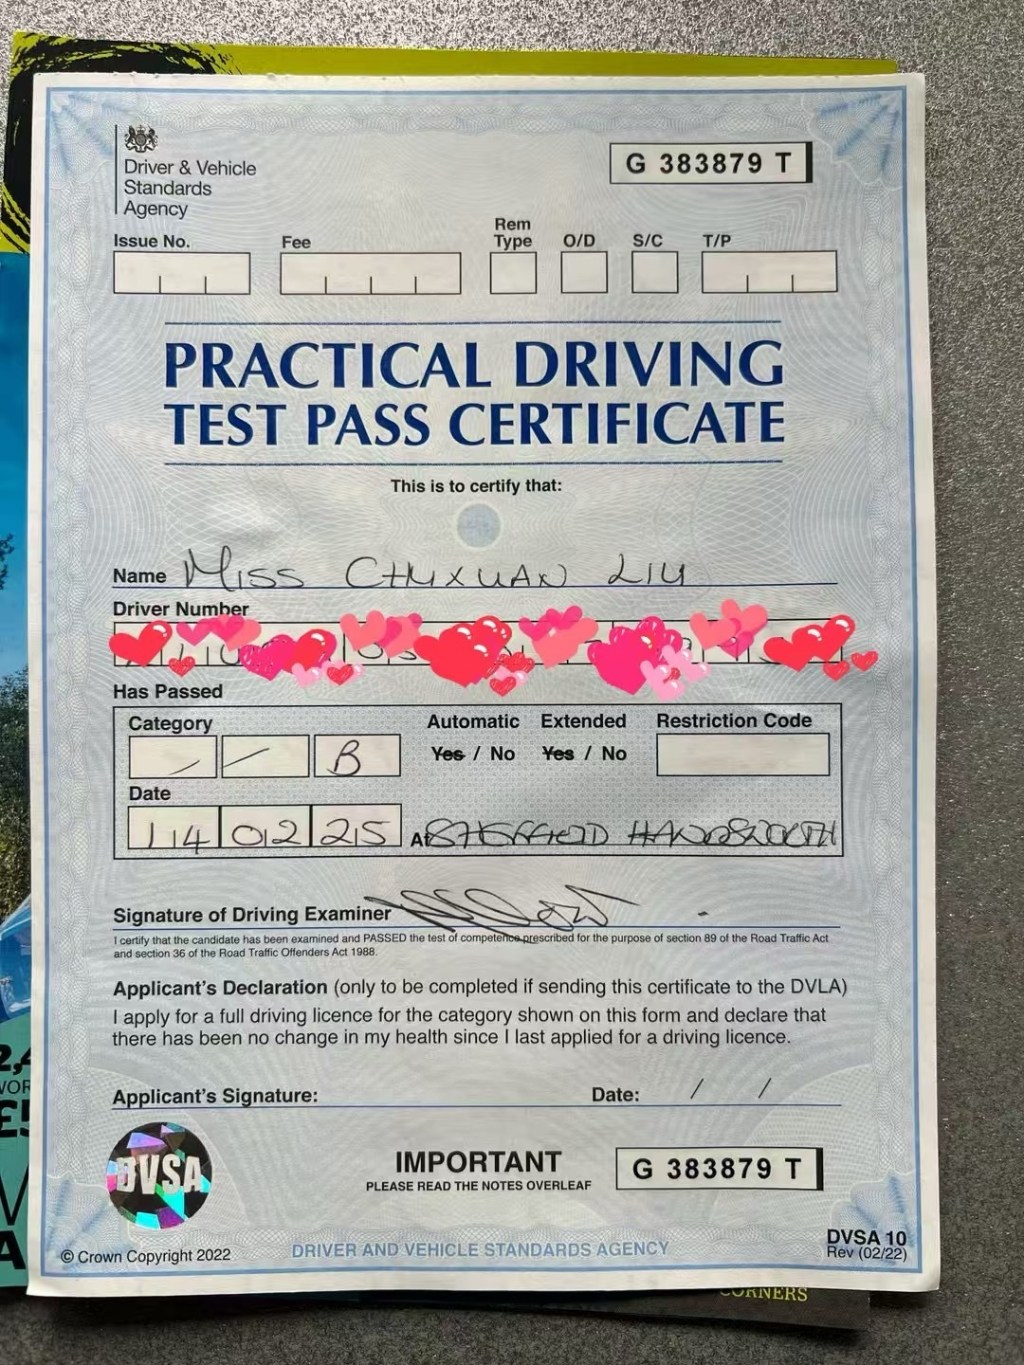 Driver & Vehicle
Standards
Agency
G 383879 T
Issue No.
Fee
Rem
Type
O/D
S/C
T/P
PRACTICAL DRIVING
TEST PASS CERTIFICATE
This is to certify that:
Name MISS CHUXUAN LIU
Driver Number
Has Passed
Category
Automatic Extended Restriction Code
/ / B
Yes / No Yes / No
Date
14 02 25 At SHEFFIELD HANDSWORTH
Signature of Driving Examiner
I certify that the candidate has been examined and PASSED the test of competence prescribed for the purpose of section 89 of the Road Traffic Act
and section 36 of the Road Traffic Offenders Act 1988.
Applicant's Declaration (only to be completed if sending this certificate to the DVLA)
I apply for a full driving licence for the category shown on this form and declare that
there has been no change in my health since I last applied for a driving licence.
Applicant's Signature: Date: / /
DVSA
IMPORTANT
PLEASE READ THE NOTES OVERLEAF
G 383879 T
© Crown Copyright 2022
DRIVER AND VEHICLE STANDARDS AGENCY
DVSA 10
Rev (02/22)
CORNERS